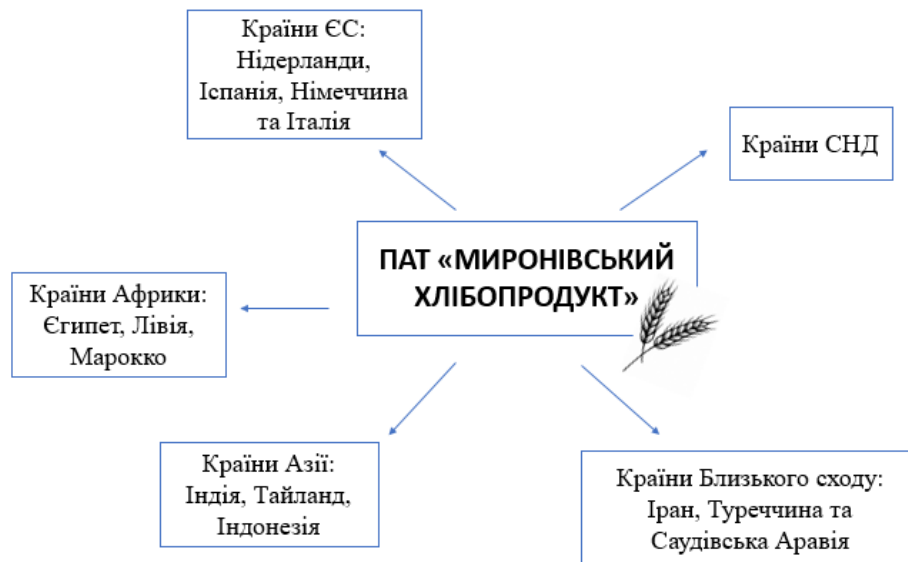 Країни ЄС:
Нідерланди,
Іспанія, Німеччина
та Італія
Країни СНД
ПАТ «МИРОНІВСЬКИЙ
ХЛІБОПРОДУКТ»
Країни Африки:
Єгипет, Лівія,
Марокко
Країни Азії:
Індія, Тайланд,
Індонезія
Країни Близького сходу:
Іран, Туреччина та
Саудівська Аравія